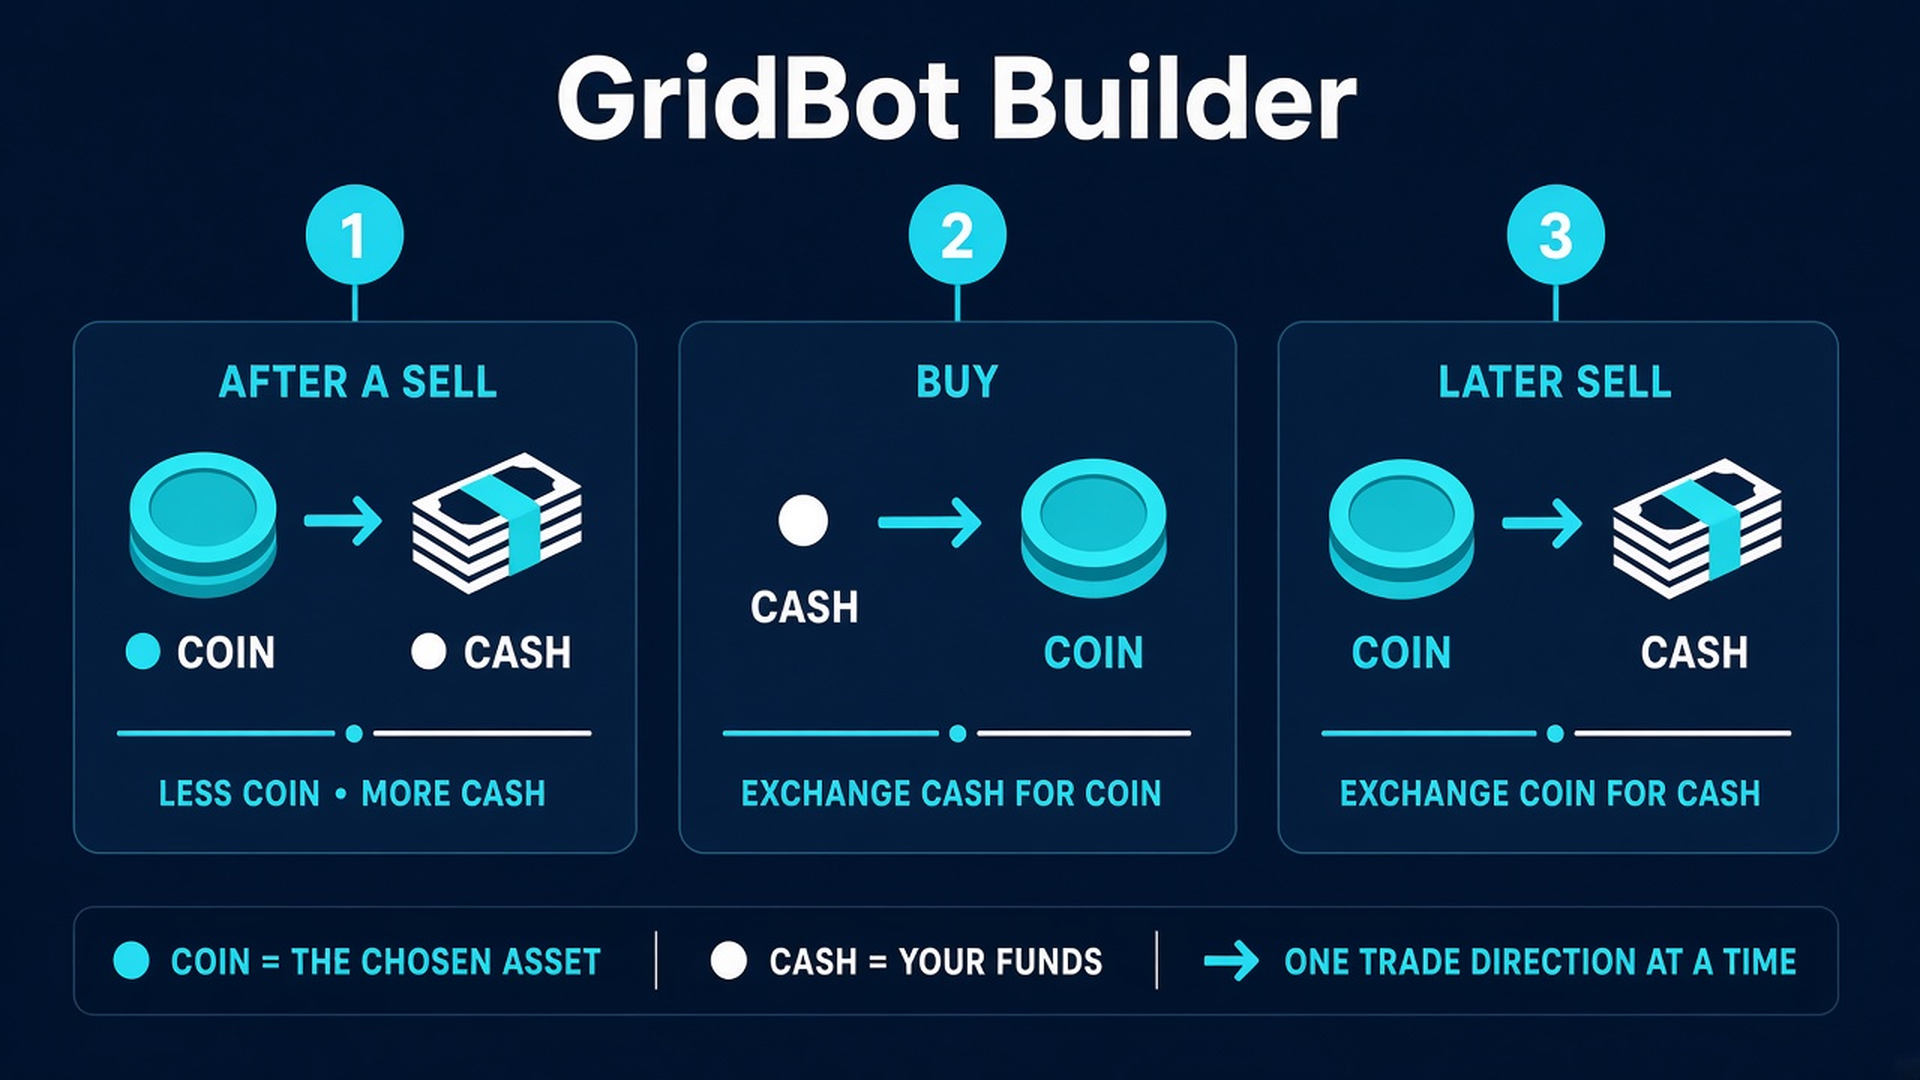 GridBot Builder
1
2
3
AFTER A SELL
COIN
CASH
LESS COIN • MORE CASH
BUY
CASH
COIN
EXCHANGE CASH FOR COIN
LATER SELL
COIN
CASH
EXCHANGE COIN FOR CASH
COIN = THE CHOSEN ASSET
CASH = YOUR FUNDS
ONE TRADE DIRECTION AT A TIME